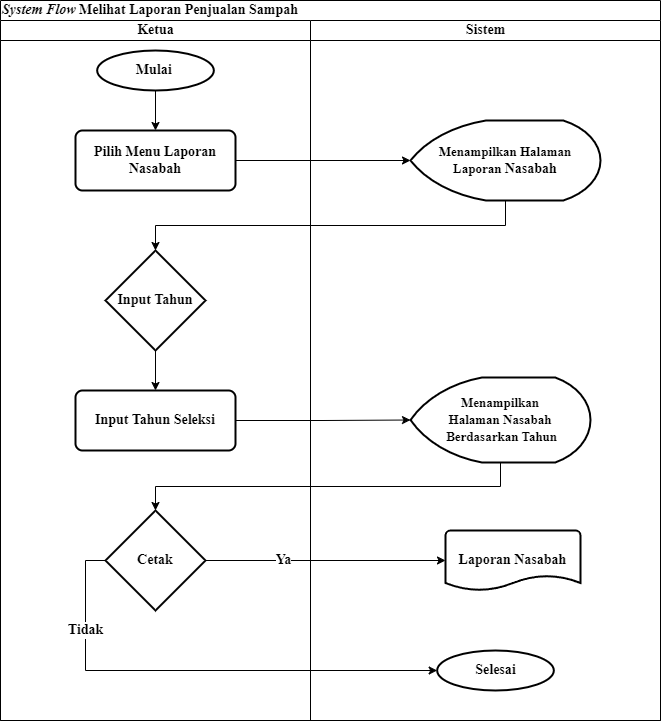 System Flow Melihat Laporan Penjualan Sampah
Ketua
Sistem
Mulai
Pilih Menu Laporan
Nasabah
Menampilkan Halaman
Laporan Nasabah
Input Tahun
Input Tahun Seleksi
Menampilkan
Halaman Nasabah
Berdasarkan Tahun
Cetak
Ya
Laporan Nasabah
Tidak
Selesai